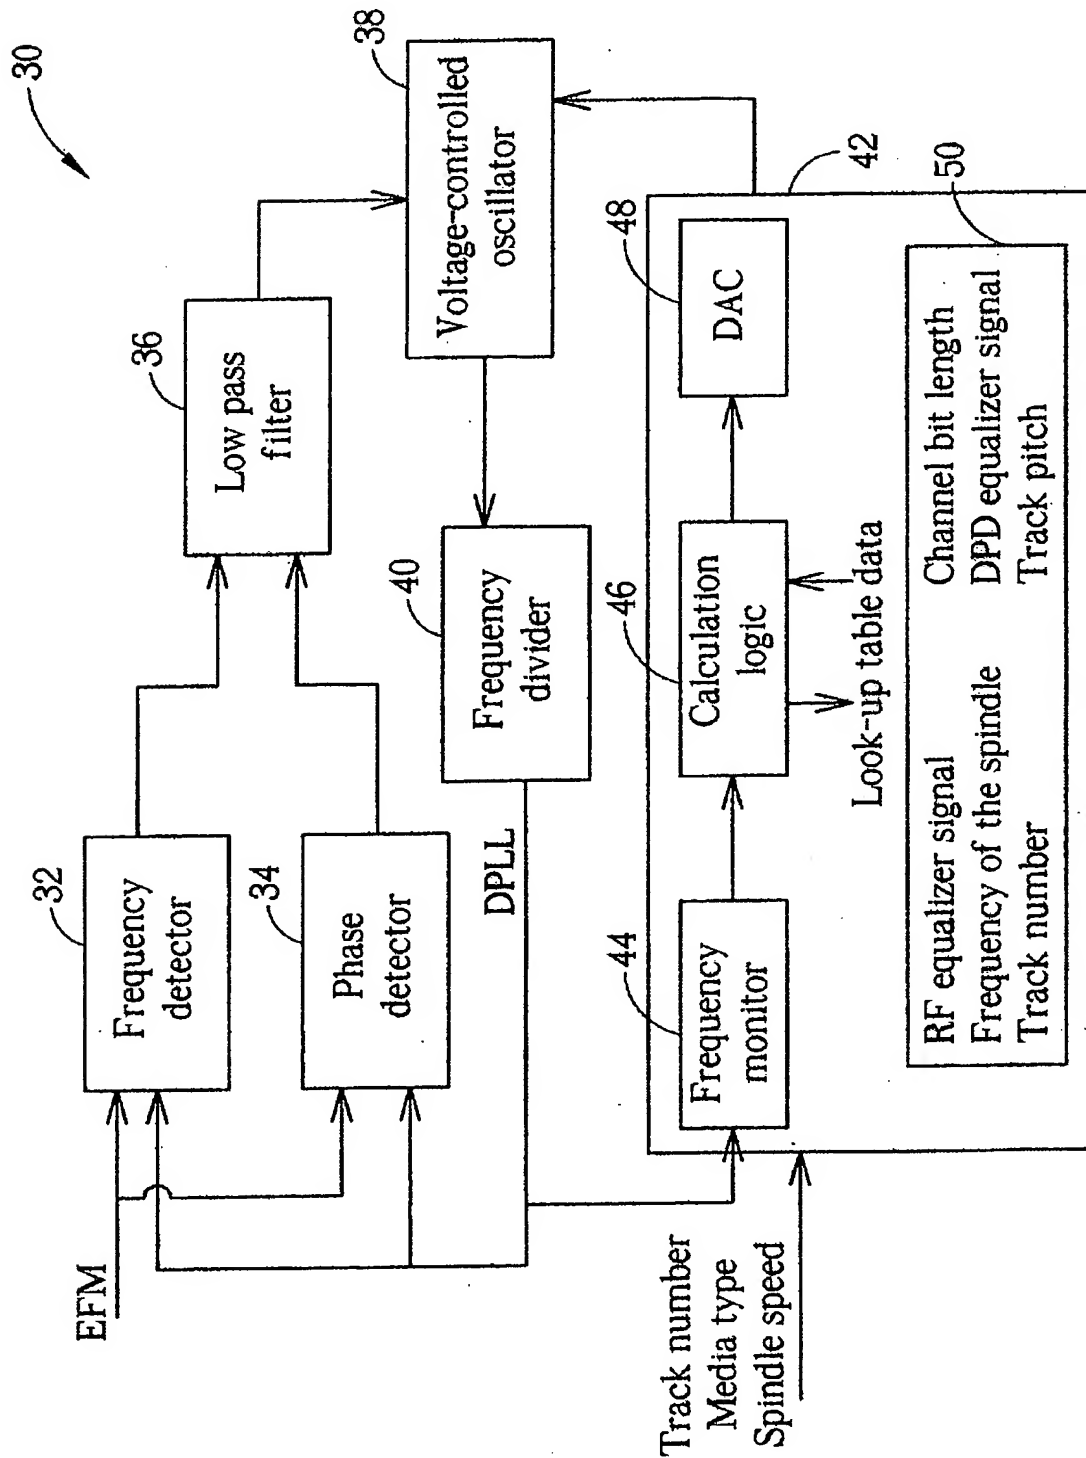 30
EFM
32
Frequency
detector
34
Phase
detector
36
Low pass
filter
38
Voltage-controlled
oscillator
40
Frequency
divider
DPLL
Track number
Media type
Spindle speed
42
44
Frequency
monitor
46
Calculation
logic
48
DAC
Look-up table data
50
RF equalizer signal
Channel bit length
Frequency of the spindle
DPD equalizer signal
Track number
Track pitch